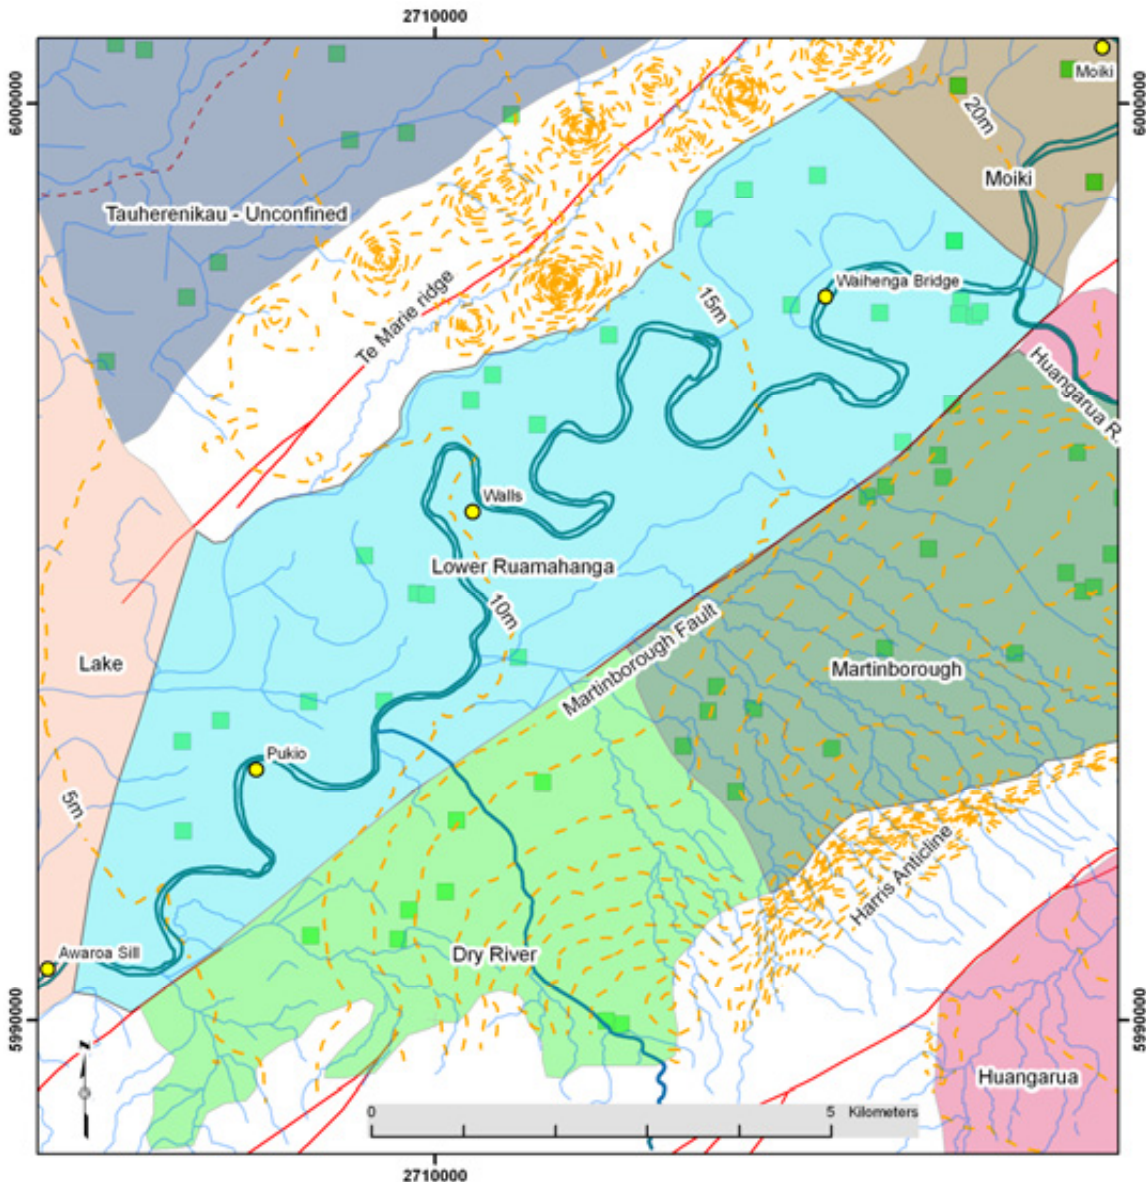 2710000
6000000
6000000
Moiki
20m
Moiki
Tauherenikau - Unconfined
Te Marie ridge
Waihenga Bridge
15m
Huangarua R.
Walls
Lower Ruamahanga
10m
Lake
Martinborough Fault
Martinborough
Pukio
5m
Harris Anticline
Awaroa Sill
Dry River
5990000
5990000
Huangarua
0 5 Kilometers
2710000